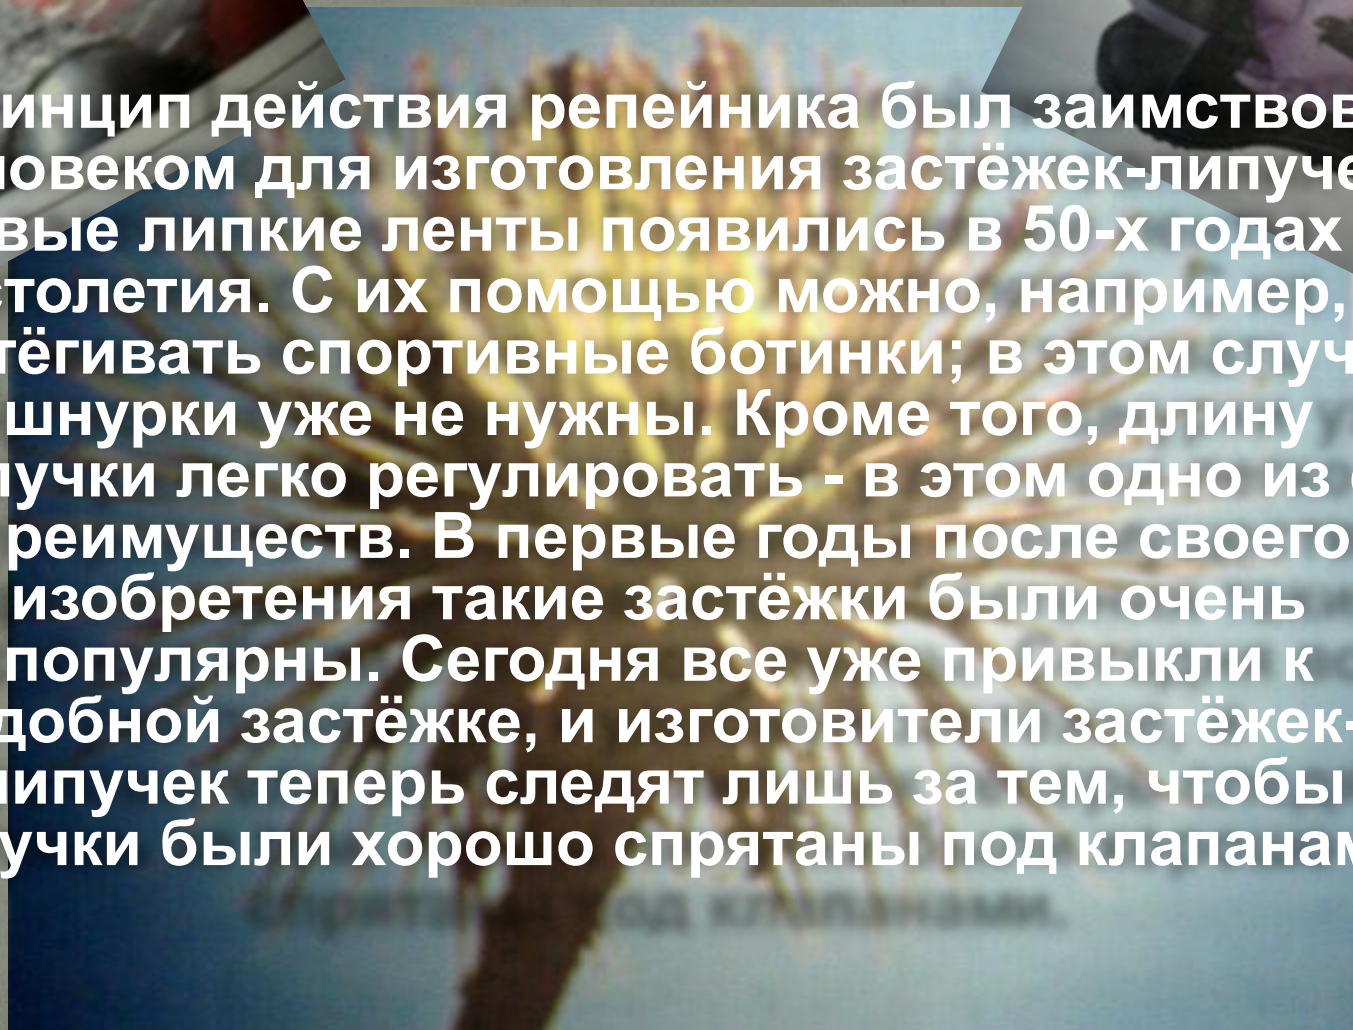 инцип действия репейника был заимствов
ловеком для изготовления застёжек-липуче
вые липкие ленты появились в 50-х годах
столетия. С их помощью можно, например,
тёгивать спортивные ботинки; в этом случ
шнурки уже не нужны. Кроме того, длину
пучки легко регулировать - в этом одно из
реимуществ. В первые годы после своего
изобретения такие застёжки были очень
популярны. Сегодня все уже привыкли к
добной застёжке, и изготовители застёжек-
липучек теперь следят лишь за тем, чтобы
учки были хорошо спрятаны под клапанам